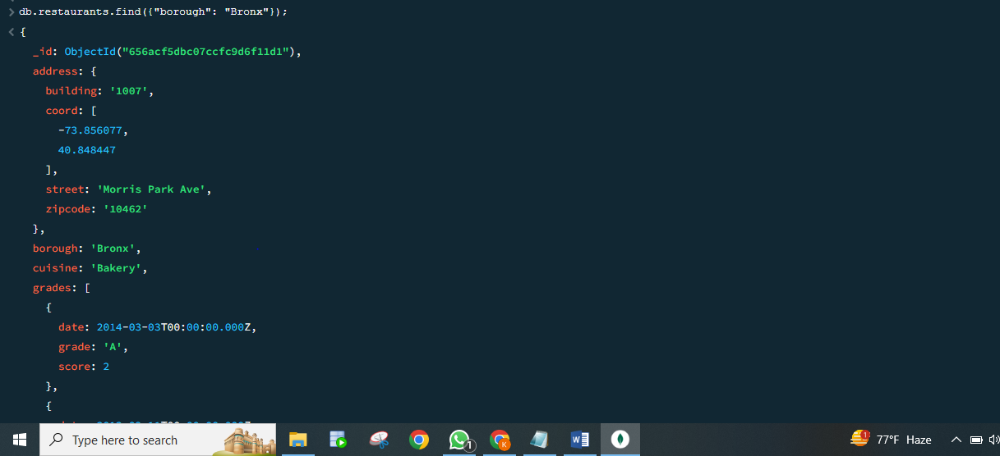 > db.restaurants.find({"borough": "Bronx"});
< {
_id: ObjectId("656acf5dbc07ccfc9d6f11d1"),
address: {
building: '1007',
coord: [
-73.856077,
40.848447
],
street: 'Morris Park Ave',
zipcode: '10462'
},
borough: 'Bronx',
cuisine: 'Bakery',
grades: [
{
date: 2014-03-03T00:00:00.000Z,
grade: 'A',
score: 2
},
{
Type here to search
1
K
W
1
77°F Haze